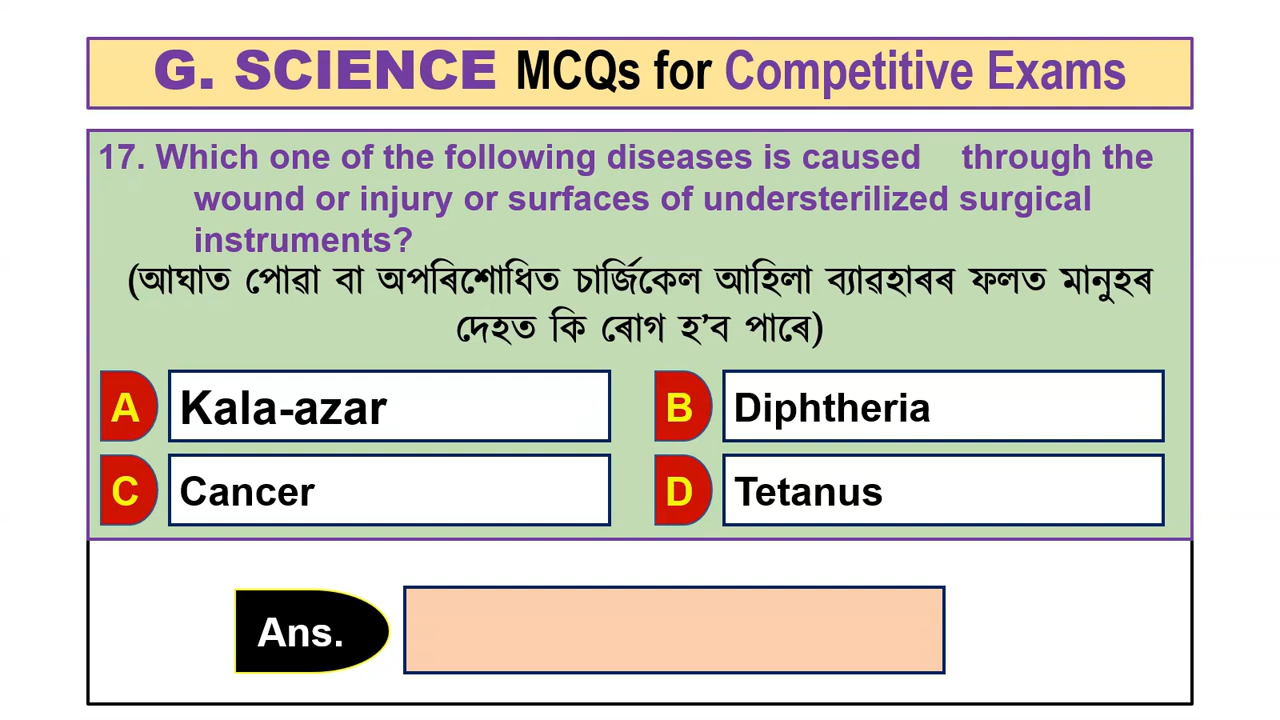 G. SCIENCE MCQs for Competitive Exams
17. Which one of the following diseases is caused through the
wound or injury or surfaces of understerilized surgical
instruments?
(আঘাত পোৱা বা অপৰিশোধিত চাৰ্জিকেল আহিলা ব্যাৱহাৰৰ ফলত মানুহৰ
দেহত কি ৰোগ হ’ব পাৰে)
A Kala-azar
B Diphtheria
C Cancer
D Tetanus
Ans.